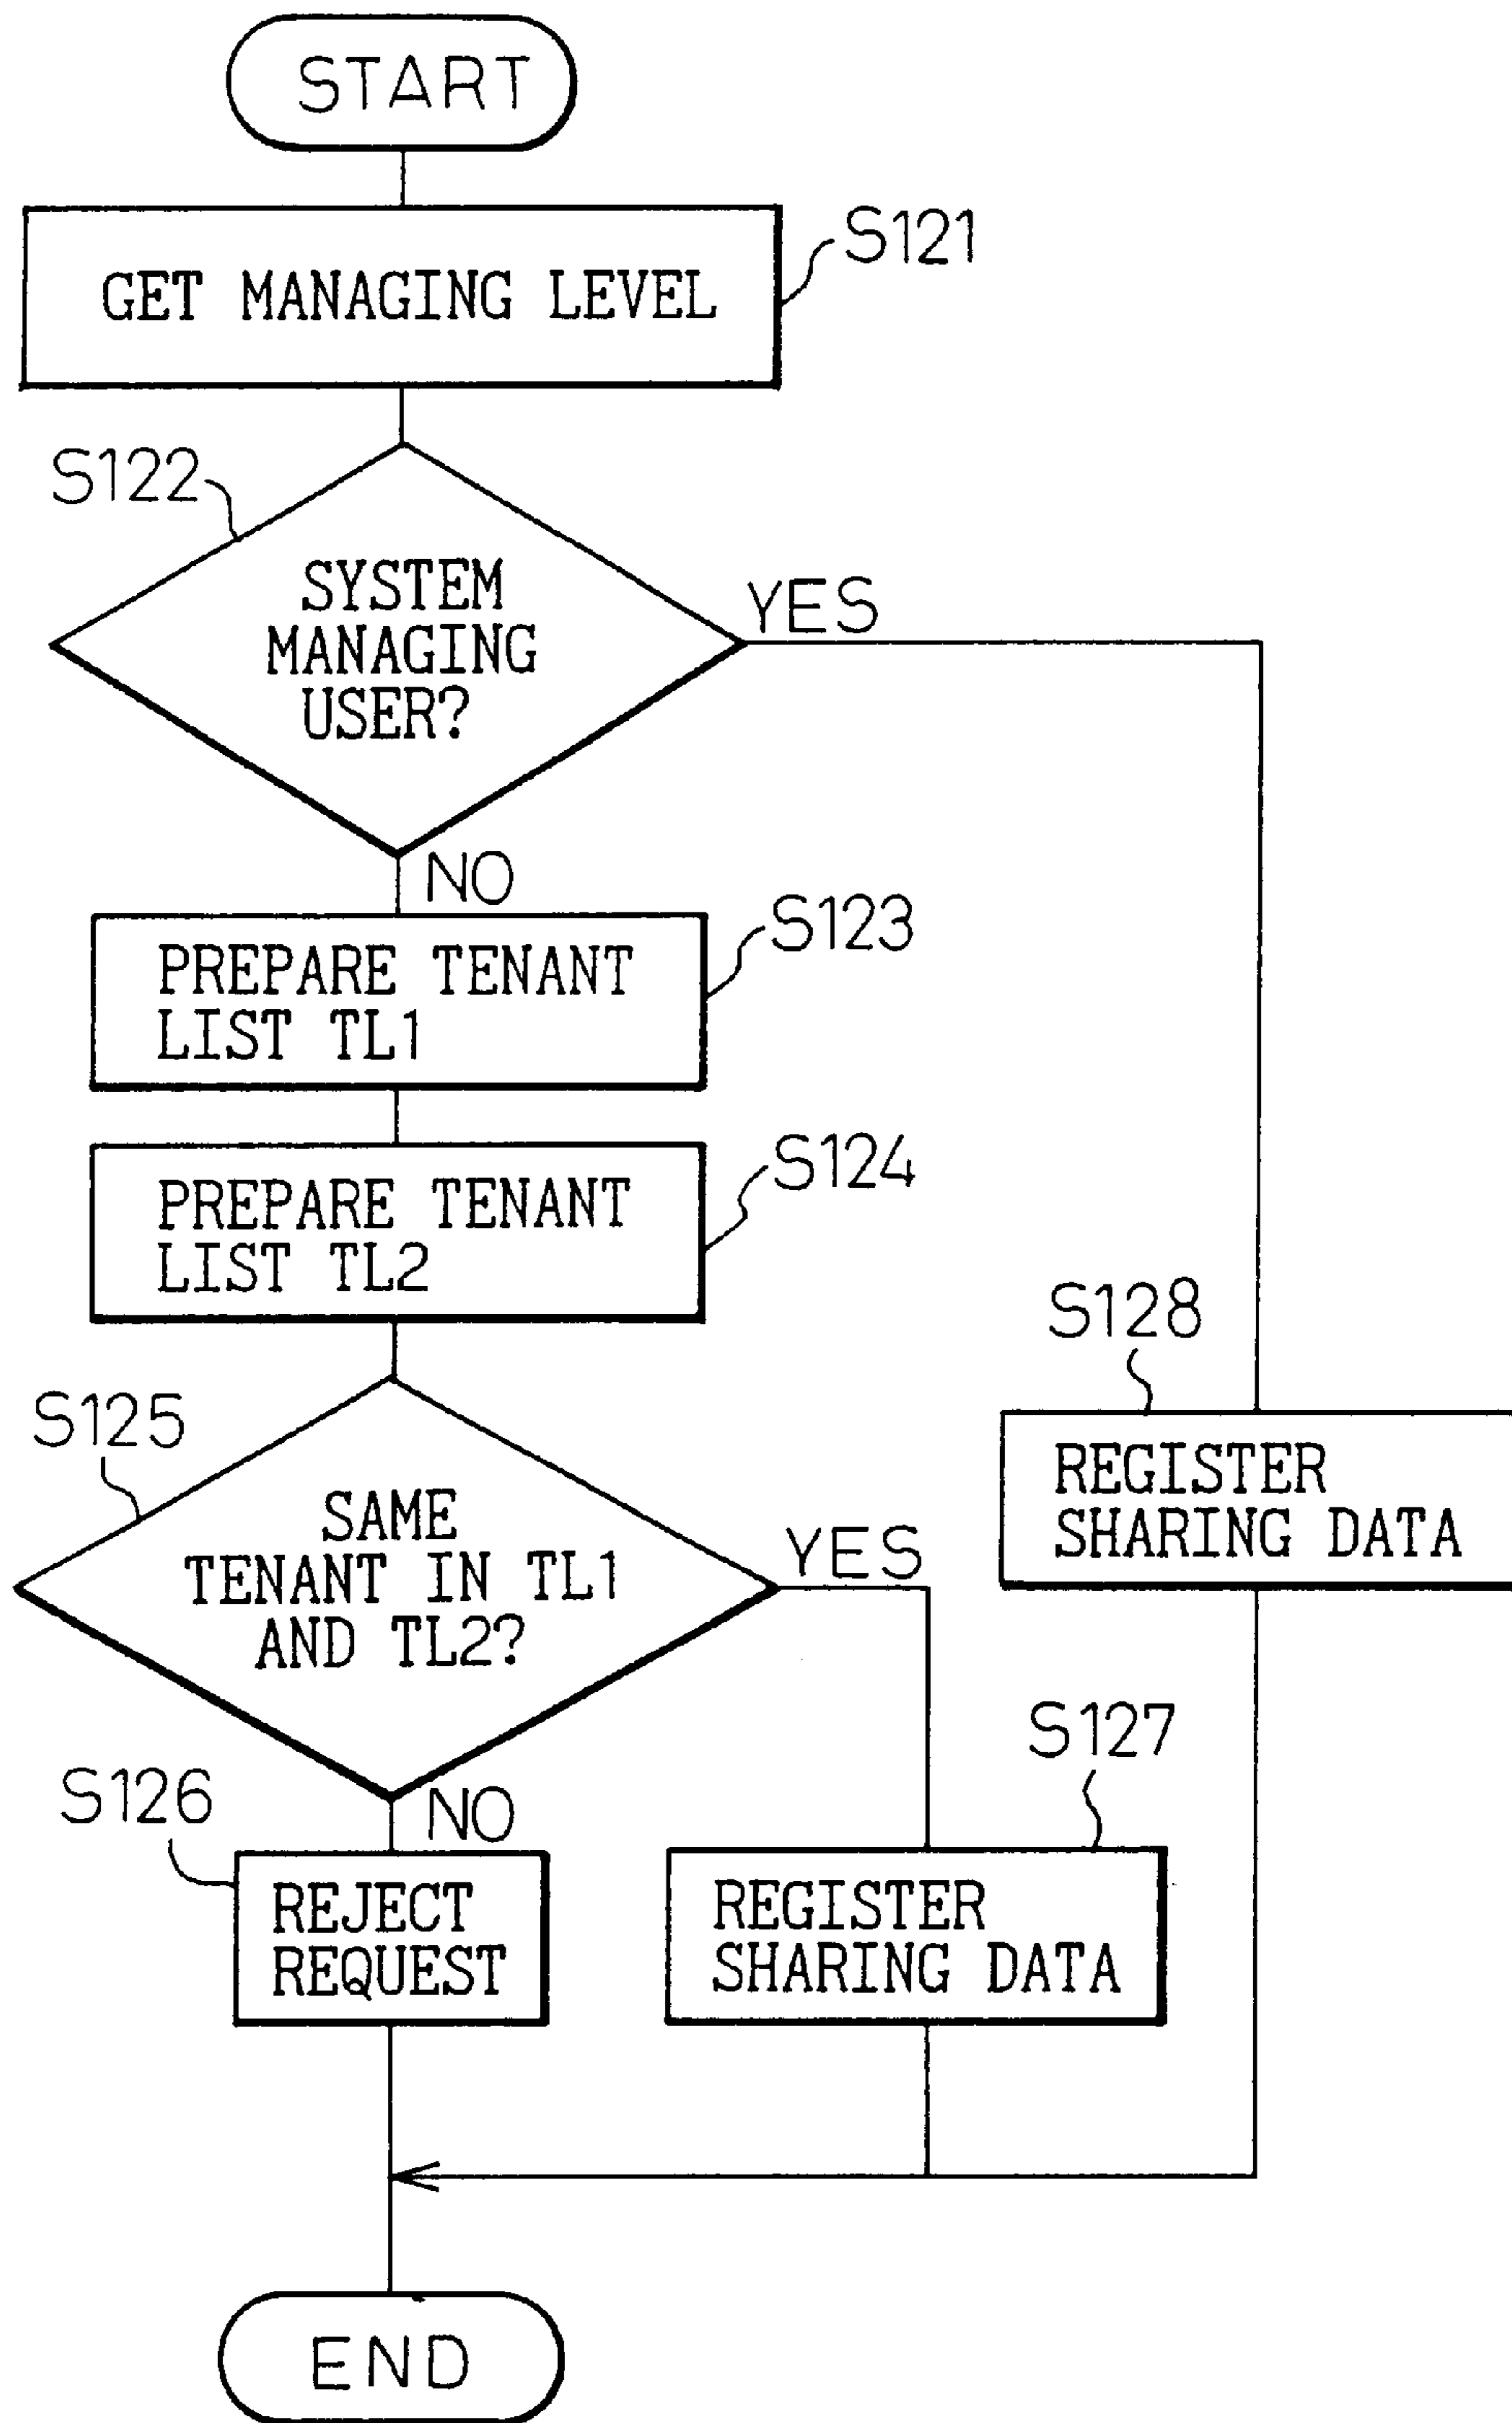 START
GET MANAGING LEVEL
S121
S122
SYSTEM
MANAGING
USER?
YES
NO
S123
PREPARE TENANT
LIST TL1
S124
PREPARE TENANT
LIST TL2
S125
SAME
TENANT IN TL1
AND TL2?
YES
S128
REGISTER
SHARING DATA
NO
S126
REJECT
REQUEST
S127
REGISTER
SHARING DATA
END